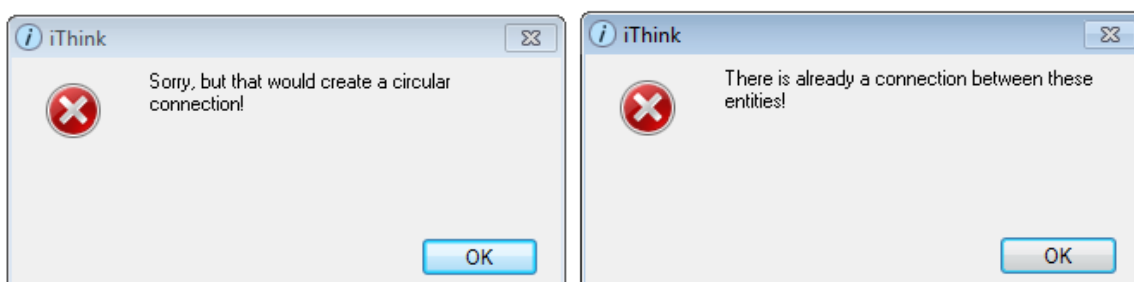 iThink
Sorry, but that would create a circular
connection!
OK
iThink
There is already a connection between these
entities!
OK